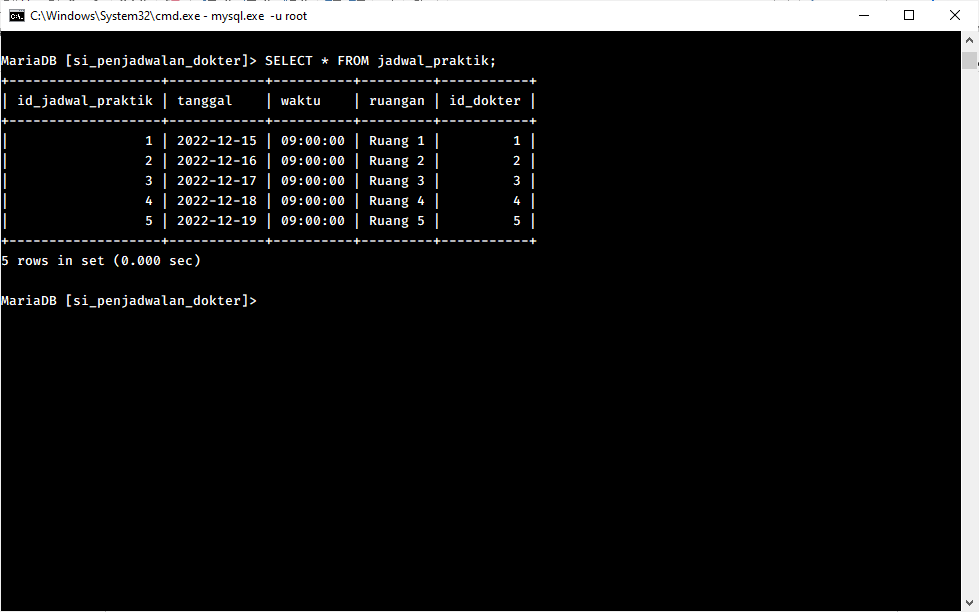 C:\Windows\System32\cmd.exe - mysql.exe  -u root
MariaDB [si_penjadwalan_dokter]> SELECT * FROM jadwal_praktik;
+-------------------+------------+----------+---------+-----------+
| id_jadwal_praktik | tanggal    | waktu    | ruangan | id_dokter |
+-------------------+------------+----------+---------+-----------+
|                 1 | 2022-12-15 | 09:00:00 | Ruang 1 |         1 |
|                 2 | 2022-12-16 | 09:00:00 | Ruang 2 |         2 |
|                 3 | 2022-12-17 | 09:00:00 | Ruang 3 |         3 |
|                 4 | 2022-12-18 | 09:00:00 | Ruang 4 |         4 |
|                 5 | 2022-12-19 | 09:00:00 | Ruang 5 |         5 |
+-------------------+------------+----------+---------+-----------+
5 rows in set (0.000 sec)
MariaDB [si_penjadwalan_dokter]>